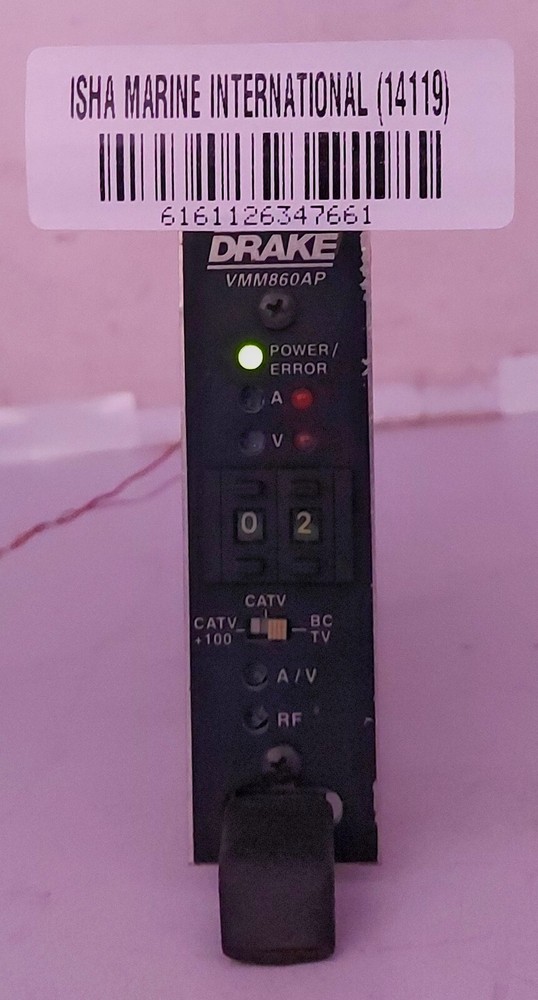 ISHA MARINE INTERNATIONAL (14119)
6161126347661
DRAKE
VMM860AP
POWER/
ERROR
A
V
0 2
CATV
CATV
+100
BC
TV
A/V
RF